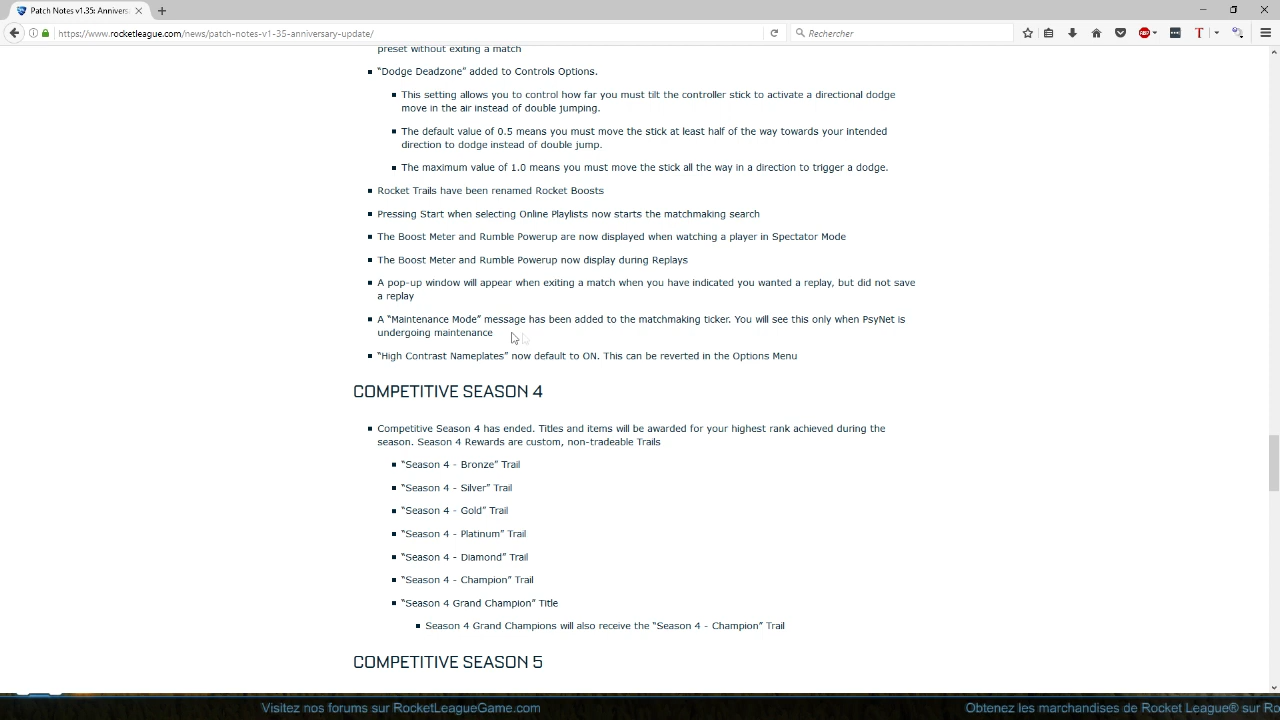 Patch Notes v1.35: Annivers
https://www.rocketleague.com/news/patch-notes-v1-35-anniversary-update/
Rechercher
preset without exiting a match
“Dodge Deadzone” added to Controls Options.
This setting allows you to control how far you must tilt the controller stick to activate a directional dodge
move in the air instead of double jumping.
The default value of 0.5 means you must move the stick at least half of the way towards your intended
direction to dodge instead of double jump.
The maximum value of 1.0 means you must move the stick all the way in a direction to trigger a dodge.
Rocket Trails have been renamed Rocket Boosts
Pressing Start when selecting Online Playlists now starts the matchmaking search
The Boost Meter and Rumble Powerup are now displayed when watching a player in Spectator Mode
The Boost Meter and Rumble Powerup now display during Replays
A pop-up window will appear when exiting a match when you have indicated you wanted a replay, but did not save
a replay
A “Maintenance Mode” message has been added to the matchmaking ticker. You will see this only when PsyNet is
undergoing maintenance
“High Contrast Nameplates” now default to ON. This can be reverted in the Options Menu
COMPETITIVE SEASON 4
Competitive Season 4 has ended. Titles and items will be awarded for your highest rank achieved during the
season. Season 4 Rewards are custom, non-tradeable Trails
“Season 4 - Bronze” Trail
“Season 4 - Silver” Trail
“Season 4 - Gold” Trail
“Season 4 - Platinum” Trail
“Season 4 - Diamond” Trail
“Season 4 - Champion” Trail
“Season 4 Grand Champion” Title
Season 4 Grand Champions will also receive the “Season 4 - Champion” Trail
COMPETITIVE SEASON 5
Visitez nos forums sur RocketLeagueGame.com
Obtenez les marchandises de Rocket League® sur Ro